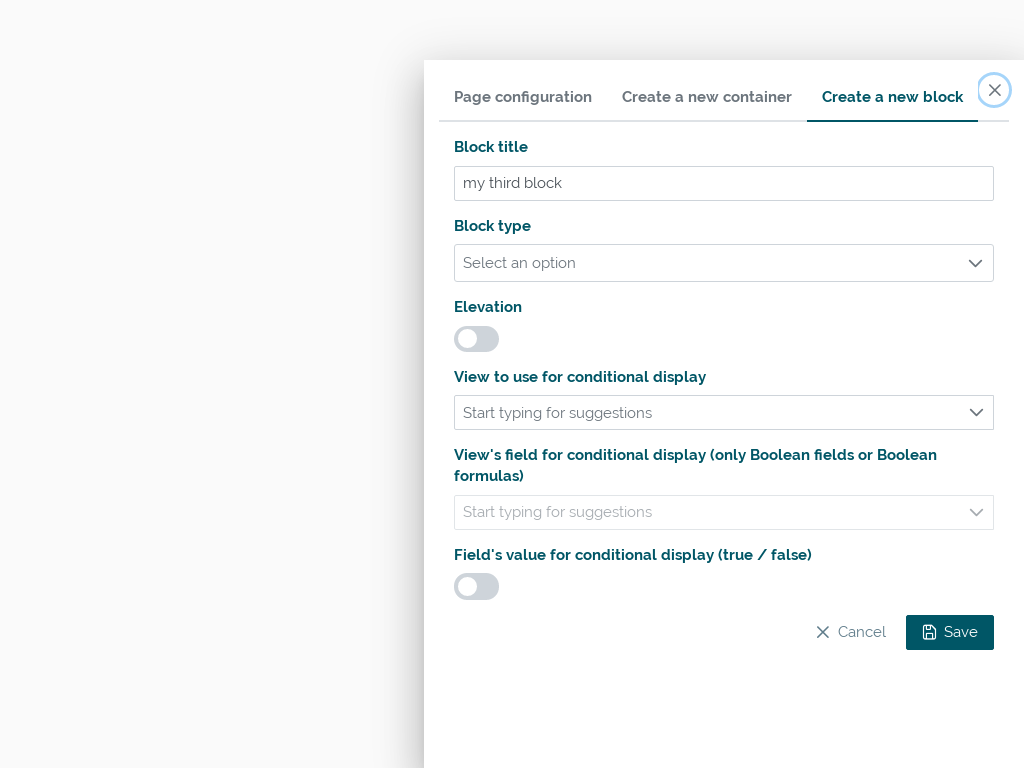 Page configuration
Create a new container
Create a new block
Block title
my third block
Block type
Select an option
Elevation
View to use for conditional display
Start typing for suggestions
View's field for conditional display (only Boolean fields or Boolean
formulas)
Start typing for suggestions
Field's value for conditional display (true / false)
Cancel
Save